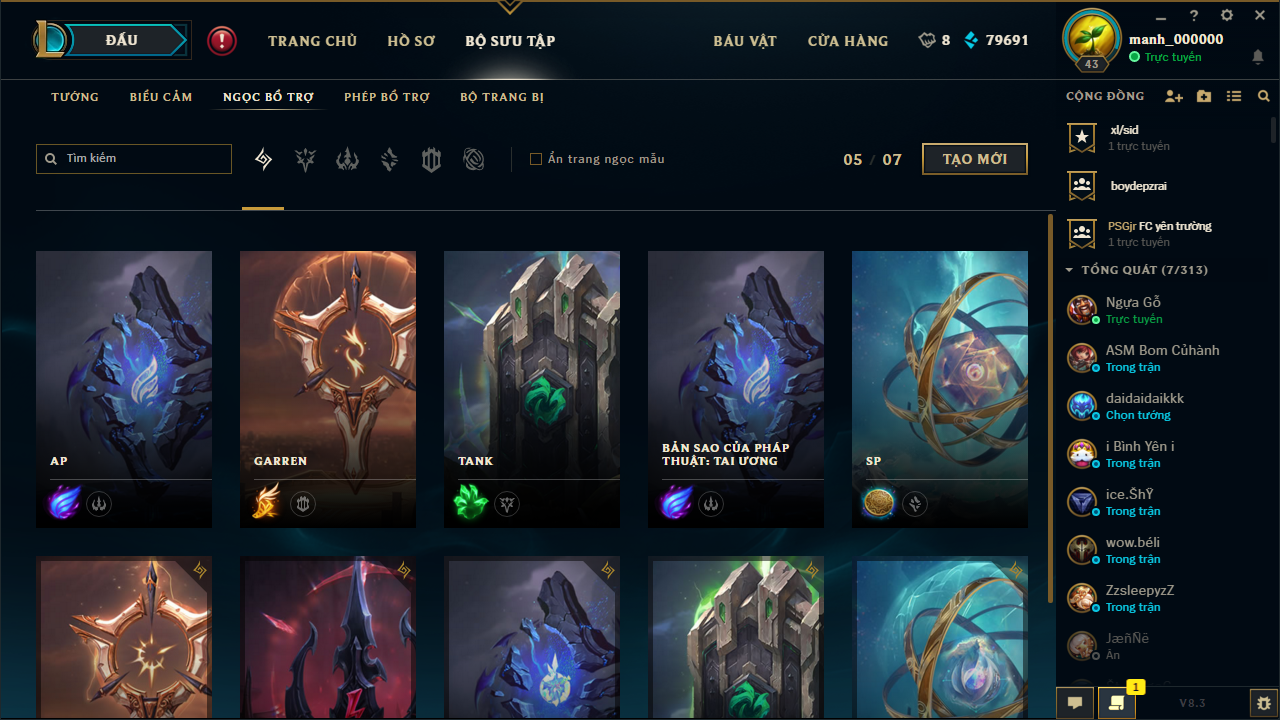 ĐẤU
TRANG CHỦ
HỒ SƠ
BỘ SƯU TẬP
BÁU VẬT
CỬA HÀNG
8
79691
43
manh_000000
Trực tuyến
TƯỚNG
BIỂU CẢM
NGỌC BỔ TRỢ
PHÉP BỔ TRỢ
BỘ TRANG BỊ
CỘNG ĐỒNG
Tìm kiếm
Ẩn trang ngọc mẫu
05 / 07
TẠO MỚI
AP
GARREN
TANK
BẢN SAO CỦA PHÁP
THUẬT: TAI ƯƠNG
SP
xl/sid
1 trực tuyến
boydepzrai
PSGjr FC yên trường
1 trực tuyến
TỔNG QUÁT (7/313)
Ngựa Gỗ
Trực tuyến
ASM Bom Củhành
Trong trận
daidaidaikkk
Chọn tướng
i Bình Yên i
Trong trận
ice.ŠhŸ
Trong trận
wow.béli
Trong trận
ZzsleepyzZ
Trong trận
JæñÑë
Ẩn
1
V8.3